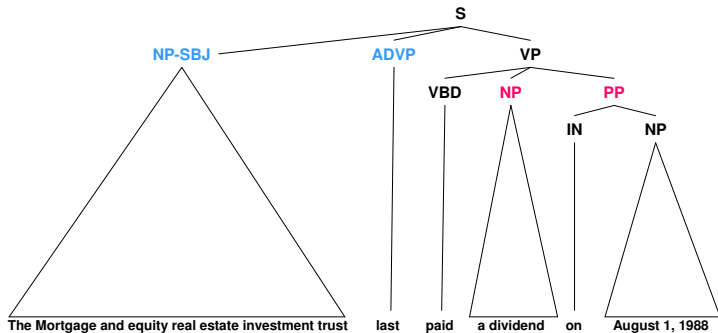 S
NP-SBJ ADVP VP
VBD NP PP
IN NP
The Mortgage and equity real estate investment trust last paid a dividend on August 1, 1988